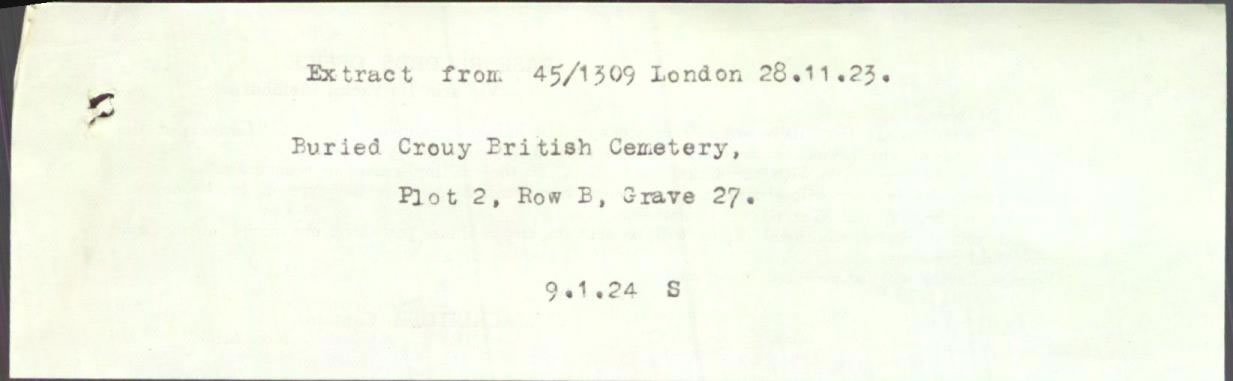 Extract from 45/1309 London 28.11.23.
Buried Crouy British Cemetery,
Plot 2, Row B, Grave 27.
9.1.24 S